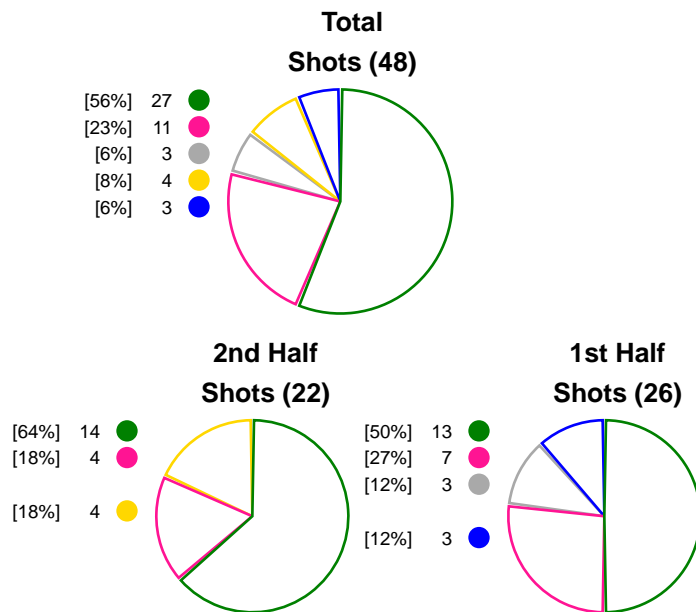 Total
Shots (48)
[56%] 27
[23%] 11
[6%] 3
[8%] 4
[6%] 3
2nd Half
Shots (22)
[64%] 14
[18%] 4
[18%] 4
1st Half
Shots (26)
[50%] 13
[27%] 7
[12%] 3
[12%] 3